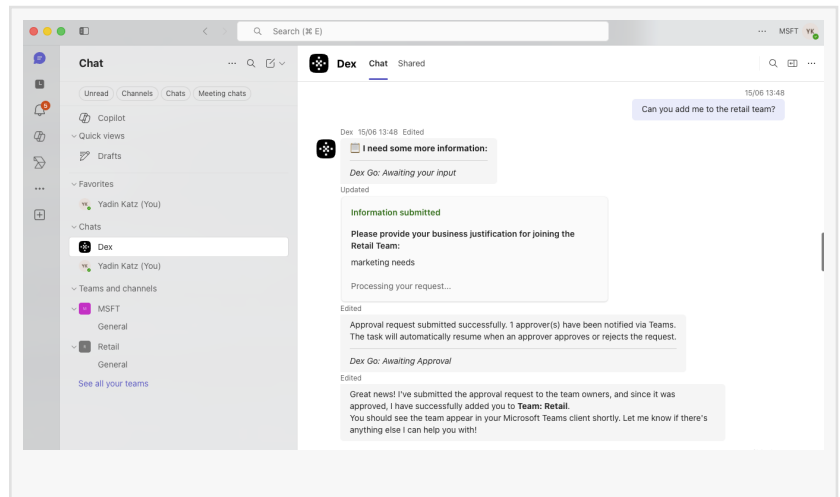 Search (⌘ E)
MSFT
YK
Chat
Unread
Channels
Chats
Meeting chats
Copilot
Quick views
Drafts
Favorites
YK
Yadin Katz (You)
Chats
Dex
YK
Yadin Katz (You)
Teams and channels
MSFT
General
Retail
General
See all your teams
5
Dex
Chat
Shared
15/06 13:48
Can you add me to the retail team?
Dex 15/06 13:48 Edited
I need some more information:
Dex Go: Awaiting your input
Updated
Information submitted
Please provide your business justification for joining the
Retail Team:
marketing needs
Processing your request...
Edited
Approval request submitted successfully. 1 approver(s) have been notified via Teams.
The task will automatically resume when an approver approves or rejects the request.
Dex Go: Awaiting Approval
Edited
Great news! I've submitted the approval request to the team owners, and since it was
approved, I have successfully added you to Team: Retail.
You should see the team appear in your Microsoft Teams client shortly. Let me know if there's
anything else I can help you with!